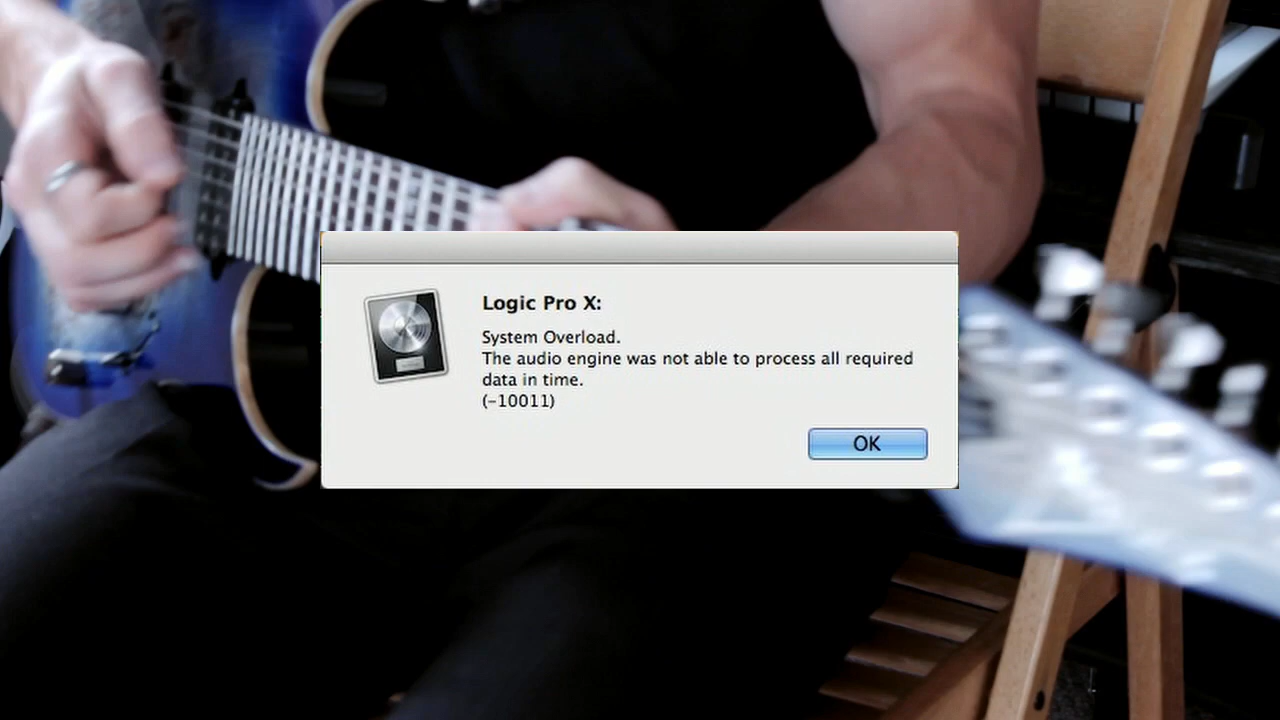 Logic Pro X:
System Overload.
The audio engine was not able to process all required
data in time.
(-10011)
OK